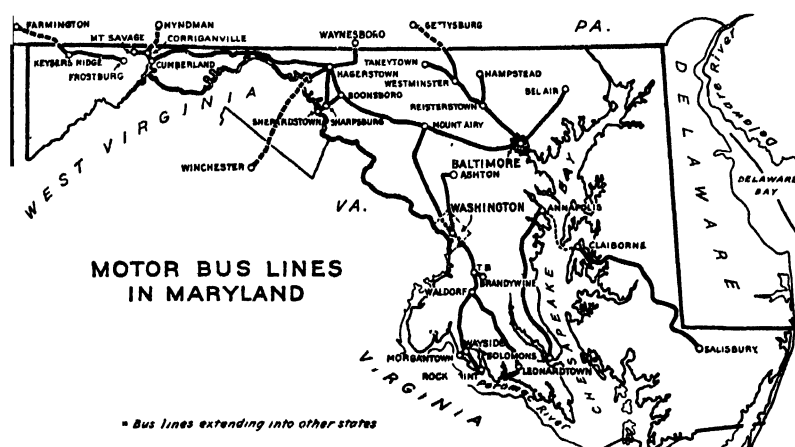 FARMINGTON
HYNDMAN
MT SAVAGE
CORRIGANVILLE
WAYNESBORO
GETTYSBURG
PA.
KEYSERS RIDGE
CUMBERLAND
FROSTBURG
HAGERSTOWN
TANEYTOWN
WESTMINSTER
HAMPSTEAD
BEL AIR
BOONSBORO
REISTERSTOWN
SHEPARDSTOWN
SHARPSBURG
MOUNT AIRY
WEST VIRGINIA
WINCHESTER
BALTIMORE
ASHTON
DELAWARE
Delaware River
DELAWARE
BAY
VA.
WASHINGTON
ANNAPOLIS
CHESAPEAKE BAY
CLAIBORNE
MOTOR BUS LINES
IN MARYLAND
T.B
BRANDYWINE
WALDORF
WAYSIDE
MORGANTOWN
SOLOMONS
SALISBURY
ROCK
LEONARDTOWN
VIRGINIA
Potomac River
= Bus lines extending into other states